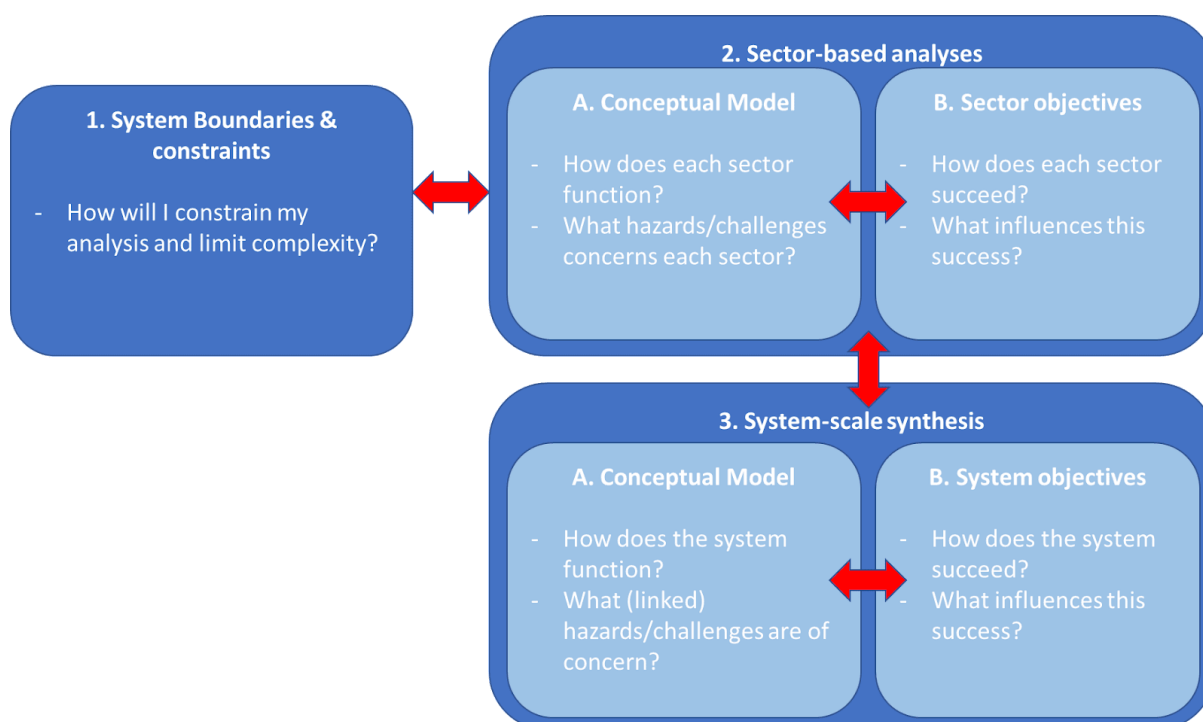 1. System Boundaries &
constraints
- How will I constrain my
analysis and limit complexity?
2. Sector-based analyses
A. Conceptual Model
- How does each sector
function?
- What hazards/challenges
concerns each sector?
B. Sector objectives
- How does each sector
succeed?
- What influences this
success?
3. System-scale synthesis
A. Conceptual Model
- How does the system
function?
- What (linked)
hazards/challenges are of
concern?
B. System objectives
- How does the system
succeed?
- What influences this
success?